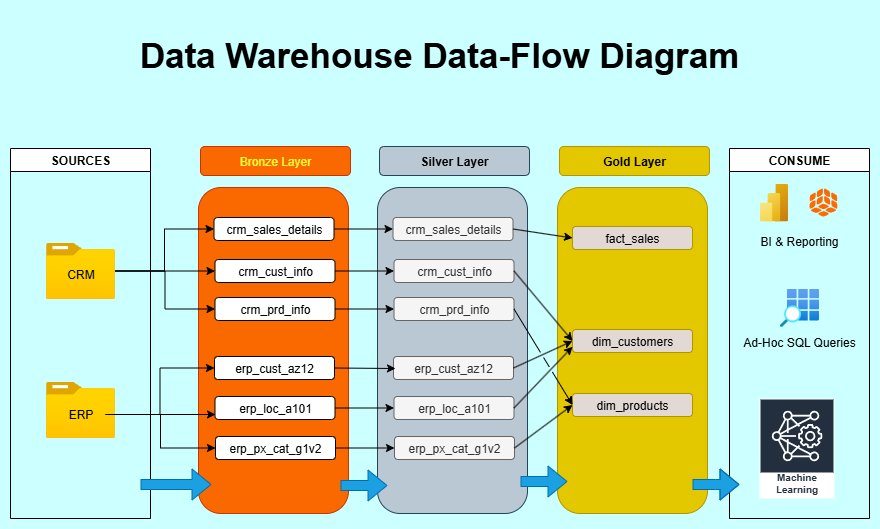 Data Warehouse Data-Flow Diagram
SOURCES
Bronze Layer
Silver Layer
Gold Layer
CONSUME
CRM
ERP
crm_sales_details
crm_cust_info
crm_prd_info
erp_cust_az12
erp_loc_a101
erp_px_cat_g1v2
crm_sales_details
crm_cust_info
crm_prd_info
erp_cust_az12
erp_loc_a101
erp_px_cat_g1v2
fact_sales
dim_customers
dim_products
BI & Reporting
Ad-Hoc SQL Queries
Machine
Learning